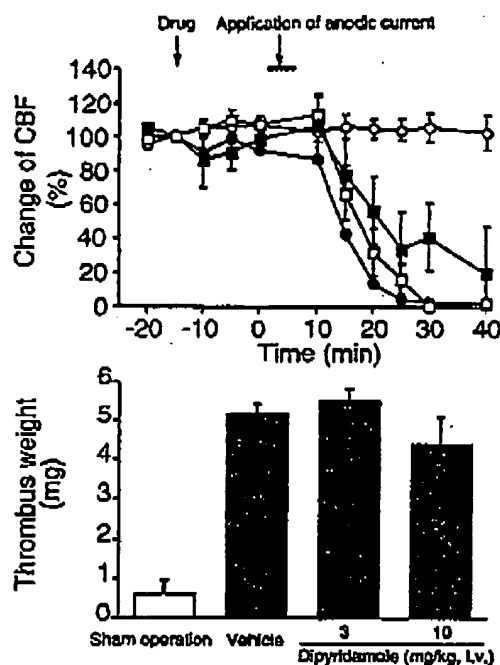 Drug Application of anodic current
Change of CBF
(%)
140
120
100
80
60
40
20
0
-20 -10 0 10 20 30 40
Time (min)
Thrombus weight
(mg)
6
5
4
3
2
1
0
Sham operation Vehicle 3 10
Dipyridamole (mg/kg, i.v.)